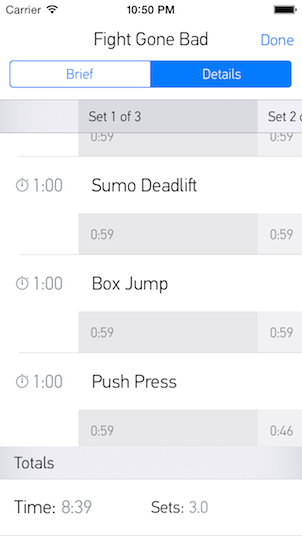 Carrier 10:50 PM
Fight Gone Bad Done
Brief Details
Set 1 of 3 Set 2
0:59 0:59
1:00 Sumo Deadlift
0:59 0:59
1:00 Box Jump
0:59 0:59
1:00 Push Press
0:59 0:46
Totals
Time: 8:39 Sets: 3.0